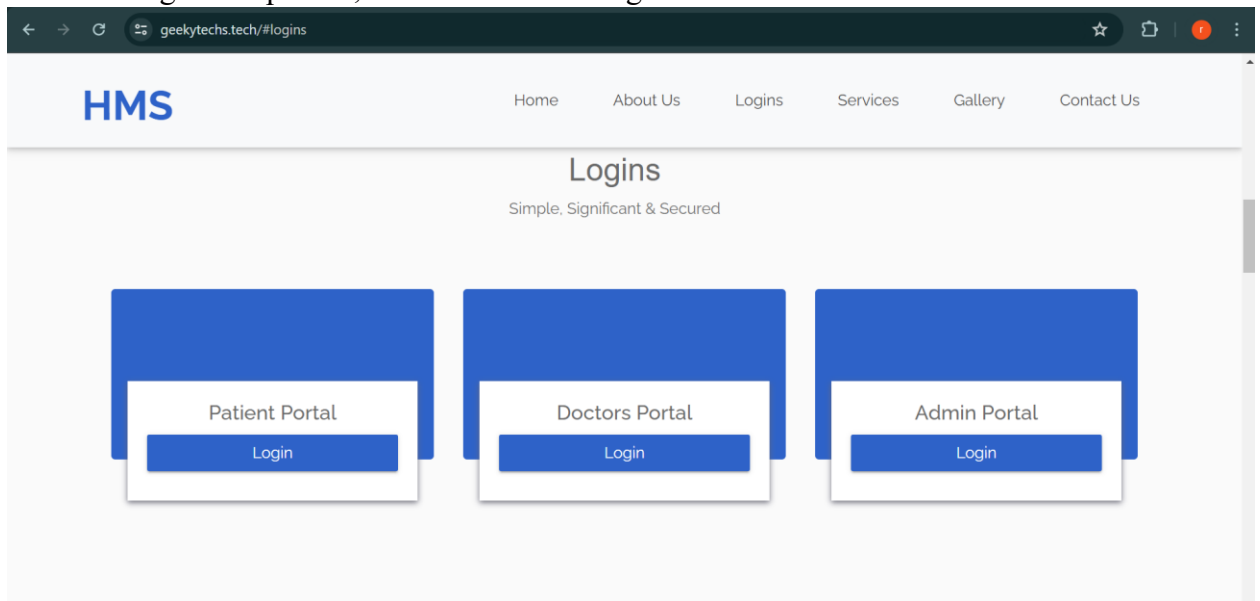 geekytechs.tech/#logins
r
HMS
Home About Us Logins Services Gallery Contact Us
Logins
Simple, Significant & Secured
Patient Portal Doctors Portal Admin Portal
Login Login Login